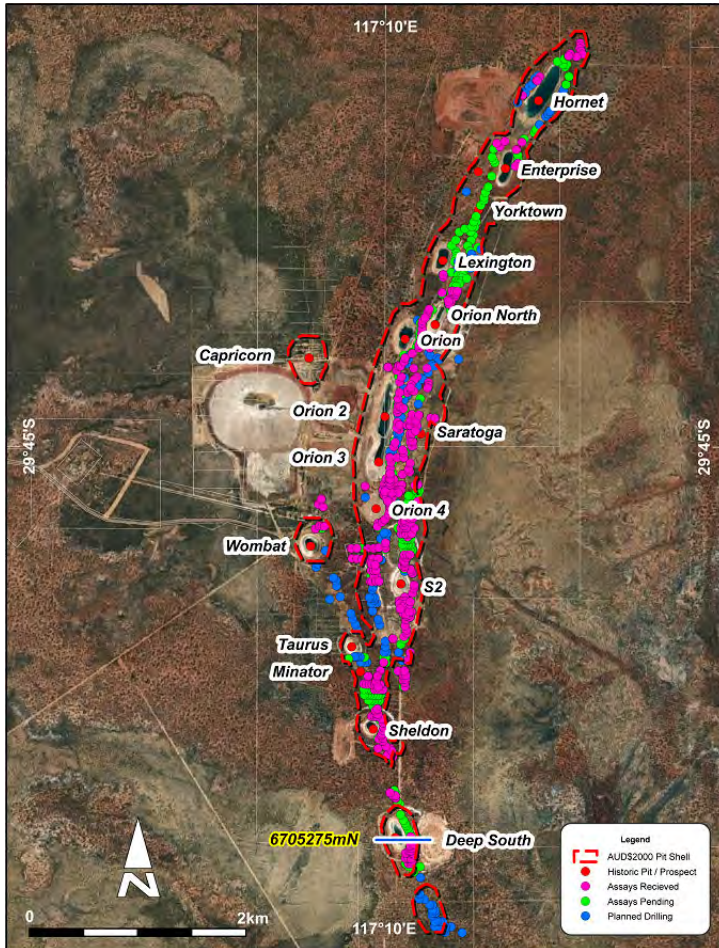 117°10'E
Hornet
Enterprise
Yorktown
Lexington
Orion North
Orion
Capricorn
Orion 2
Saratoga
29°45'S
29°45'S
Orion 3
Orion 4
Wombat
S2
Taurus
Minator
Sheldon
6705275mN
Deep South
N
0
2km
117°10'E
Legend
AUD$2000 Pit Shell
Historic Pit / Prospect
Assays Recieved
Assays Pending
Planned Drilling